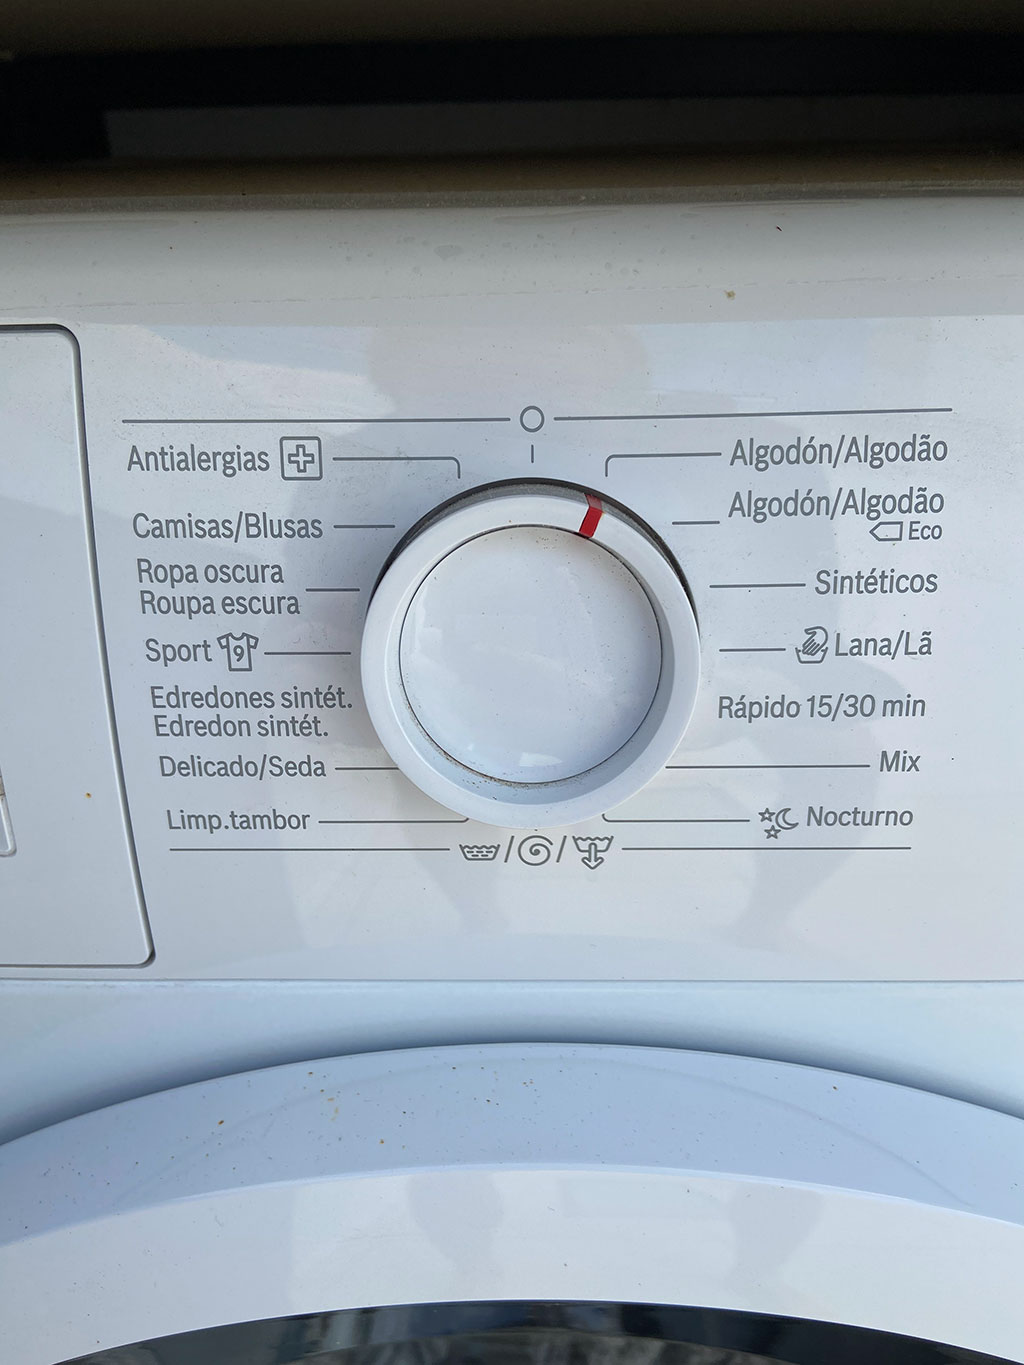 Antialergias
Camisas/Blusas
Ropa oscura
Roupa escura
Sport 9
Edredones sintét.
Edredon sintét.
Delicado/Seda
Limp.tambor
Algodón/Algodão
Algodón/Algodão
Eco
Sintéticos
Lana/Lã
Rápido 15/30 min
Mix
Nocturno
/ /